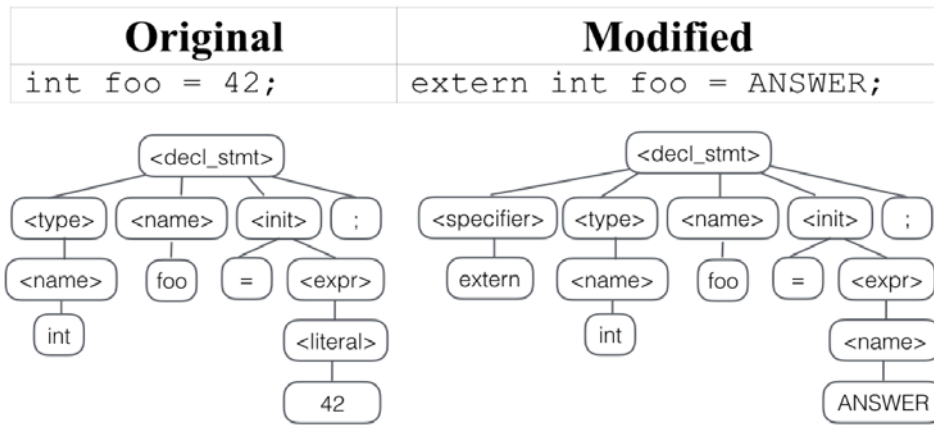 Original Modified
int foo = 42; extern int foo = ANSWER;
<decl_stmt> <decl_stmt>
<type> <name> <init> ; <specifier> <type> <name> <init> ;
<name> foo = <expr> extern <name> foo = <expr>
int <literal> int <name>
42 ANSWER